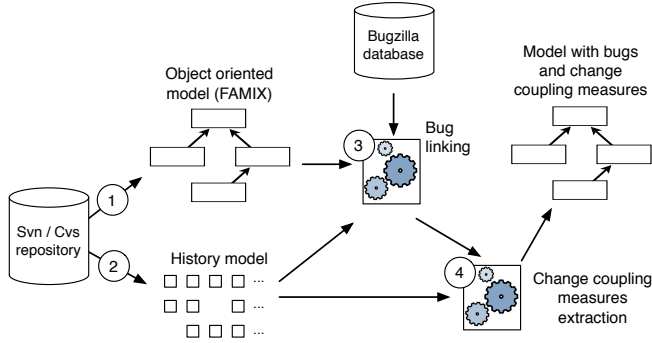 Bugzilla
database
Model with bugs
and change
coupling measures
Object oriented
model (FAMIX)
3
Bug
linking
1
Svn / Cvs
repository
2
History model
4
...
...
...
Change coupling
measures
extraction